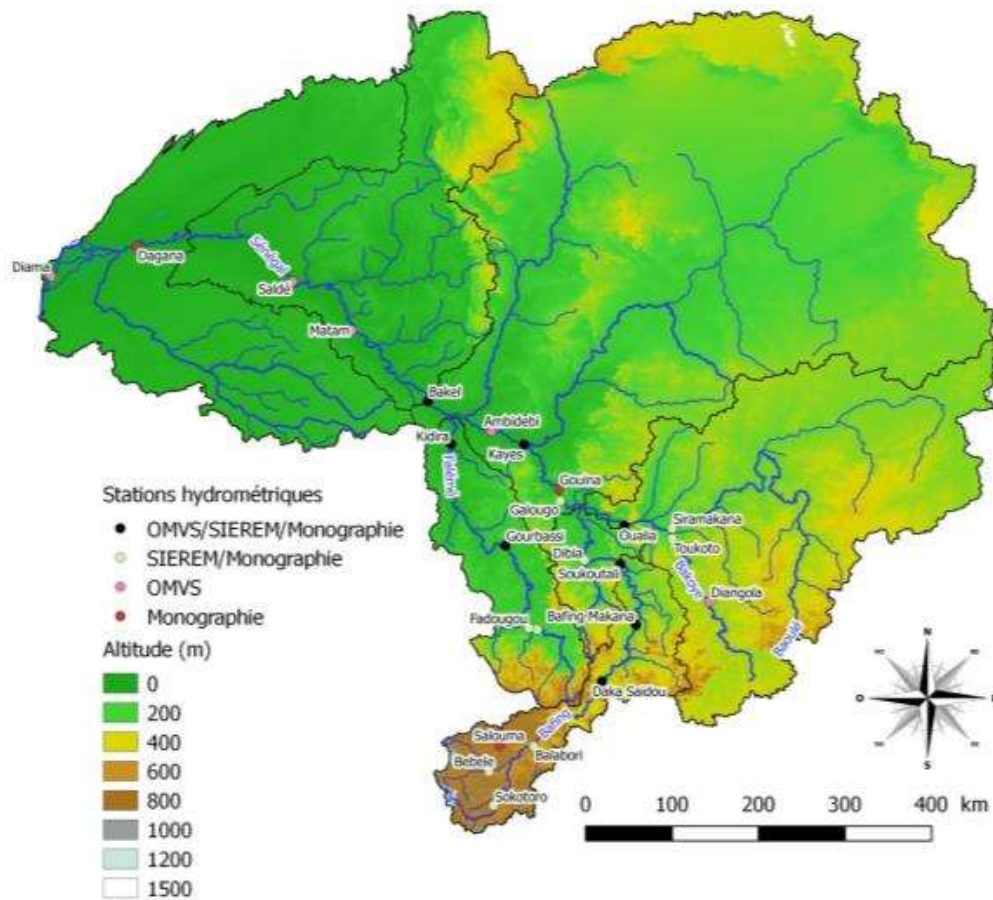 Sénégal
Dagana
Diama
Saldé
Matam
Bakel
Ambidebi
Kidira
Kayes
Falémé
Gouina
Galougo
Siramakana
Oualia
Toukoto
Gourbassi
Dibia
Soukoutali
Bakoye
Diangola
Fadougou
Bafing Makana
Baoulé
Daka Saidou
Bafing
Salouma
Balabori
Bebele
Sokotoro
Stations hydrométriques
OMVS/SIEREM/Monographie
SIEREM/Monographie
OMVS
Monographie
Altitude (m)
0
200
400
600
800
1000
1200
1500
N
O
S
0 100 200 300 400 km